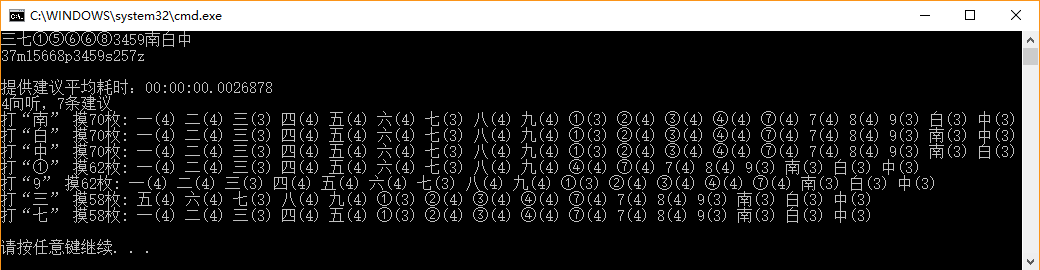 C:\WINDOWS\system32\cmd.exe
三七①⑤⑥⑥⑧3459南白中
37m15668p3459s257z
提供建议平均耗时: 00:00:00.0026878
4向听, 7条建议
打“南” 摸70枚: 一(4) 二(4) 三(3) 四(4) 五(4) 六(4) 七(3) 八(4) 九(4) ①(3) ②(4) ③(4) ④(4) ⑦(4) 7(4) 8(4) 9(3) 白(3) 中(3)
打“白” 摸70枚: 一(4) 二(4) 三(3) 四(4) 五(4) 六(4) 七(3) 八(4) 九(4) ①(3) ②(4) ③(4) ④(4) ⑦(4) 7(4) 8(4) 9(3) 南(3) 中(3)
打“中” 摸70枚: 一(4) 二(4) 三(3) 四(4) 五(4) 六(4) 七(3) 八(4) 九(4) ①(3) ②(4) ③(4) ④(4) ⑦(4) 7(4) 8(4) 9(3) 南(3) 白(3)
打“①” 摸62枚: 一(4) 二(4) 三(3) 四(4) 五(4) 六(4) 七(3) 八(4) 九(4) ④(4) ⑦(4) 7(4) 8(4) 9(3) 南(3) 白(3) 中(3)
打“9” 摸62枚: 一(4) 二(4) 三(3) 四(4) 五(4) 六(4) 七(3) 八(4) 九(4) ①(3) ②(4) ③(4) ④(4) ⑦(4) 南(3) 白(3) 中(3)
打“三” 摸58枚: 五(4) 六(4) 七(3) 八(4) 九(4) ①(3) ②(4) ③(4) ④(4) ⑦(4) 7(4) 8(4) 9(3) 南(3) 白(3) 中(3)
打“七” 摸58枚: 一(4) 二(4) 三(3) 四(4) 五(4) ①(3) ②(4) ③(4) ④(4) ⑦(4) 7(4) 8(4) 9(3) 南(3) 白(3) 中(3)
请按任意键继续. . .